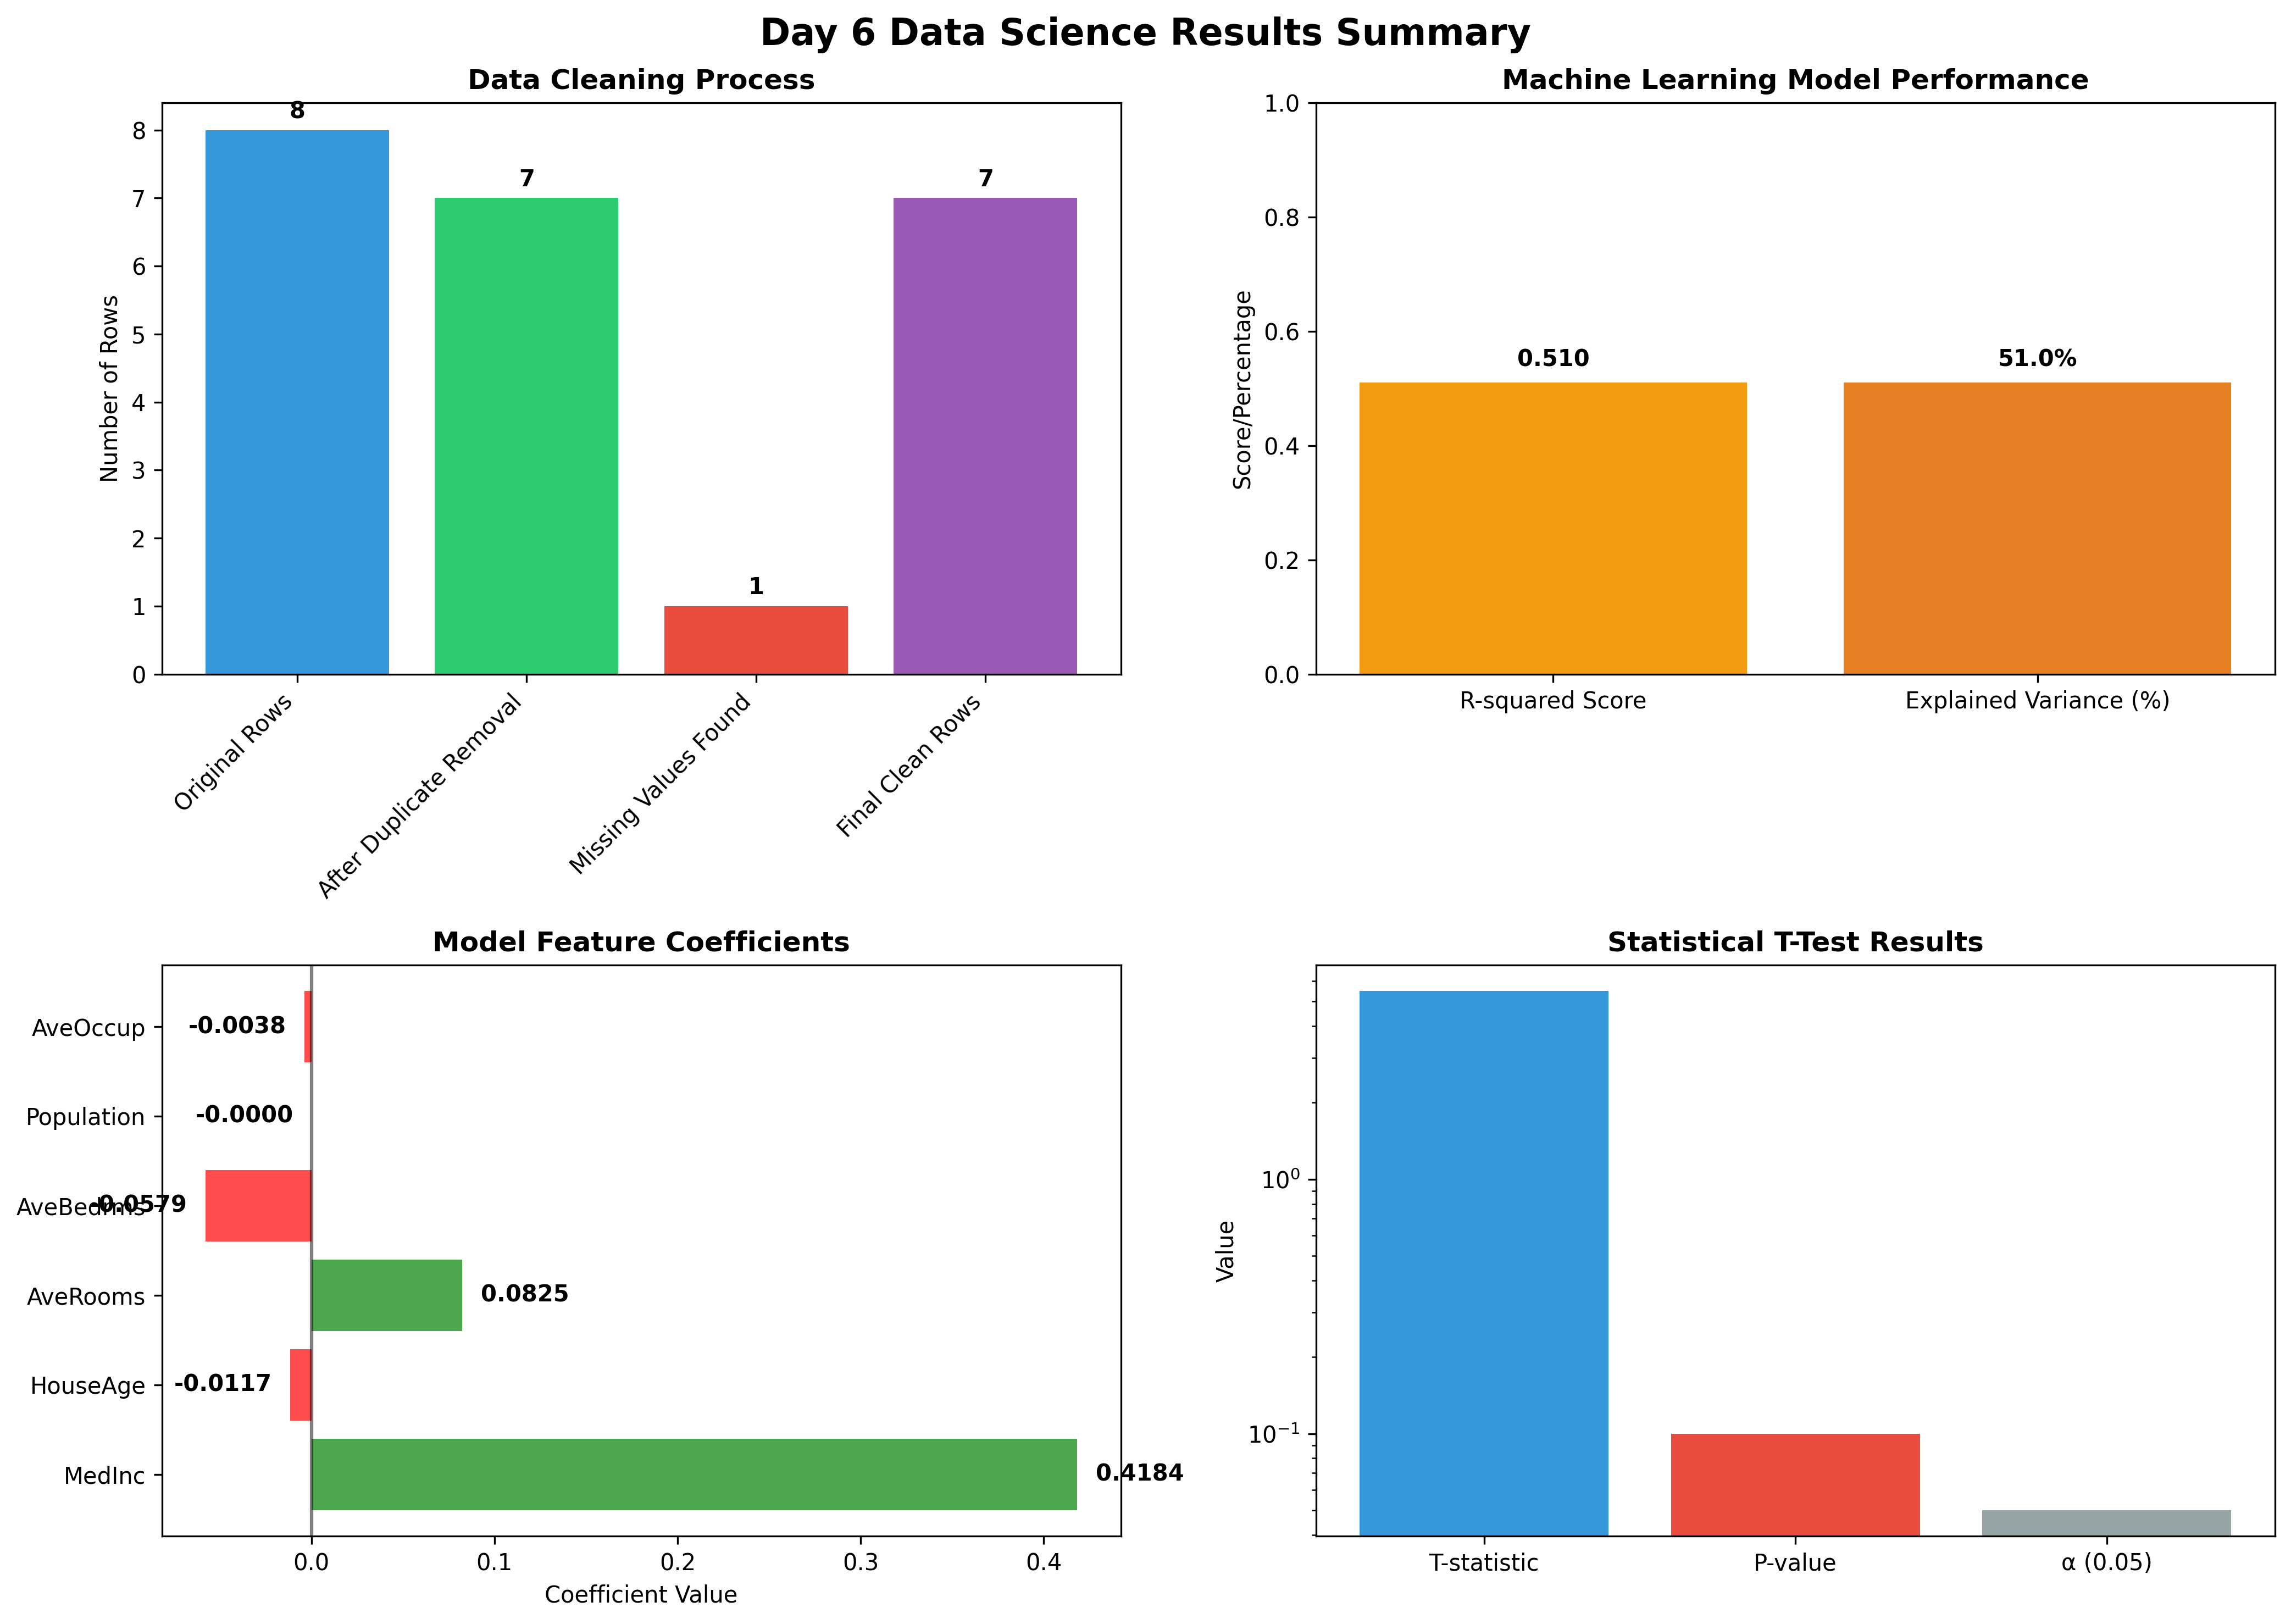 Day 6 Data Science Results Summary
Data Cleaning Process
Number of Rows
8
7
6
5
4
3
2
1
0
8
7
1
7
Original Rows
After Duplicate Removal
Missing Values Found
Final Clean Rows
Machine Learning Model Performance
Score/Percentage
1.0
0.8
0.6
0.4
0.2
0.0
0.510
51.0%
R-squared Score
Explained Variance (%)
Model Feature Coefficients
AveOccup
-0.0038
Population
-0.0000
AveBedrms
-0.0579
AveRooms
0.0825
HouseAge
-0.0117
MedInc
0.4184
0.0
0.1
0.2
0.3
0.4
Coefficient Value
Statistical T-Test Results
Value
10⁰
10⁻¹
T-statistic
P-value
α (0.05)